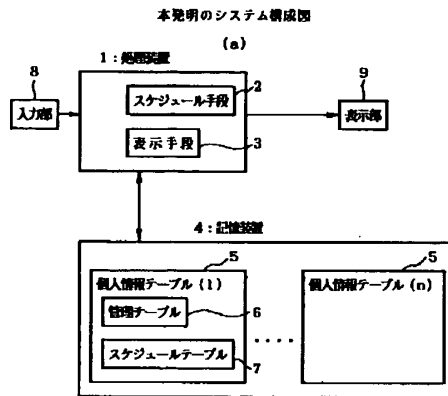 本発明のシステム構成図
(a)
1:処理装置
8
入力部
2
スケジュール手段
表示手段
3
9
表示部
4:記憶装置
5
個人情報テーブル(1)
管理テーブル
6
スケジュールテーブル
7
····
5
個人情報テーブル(n)